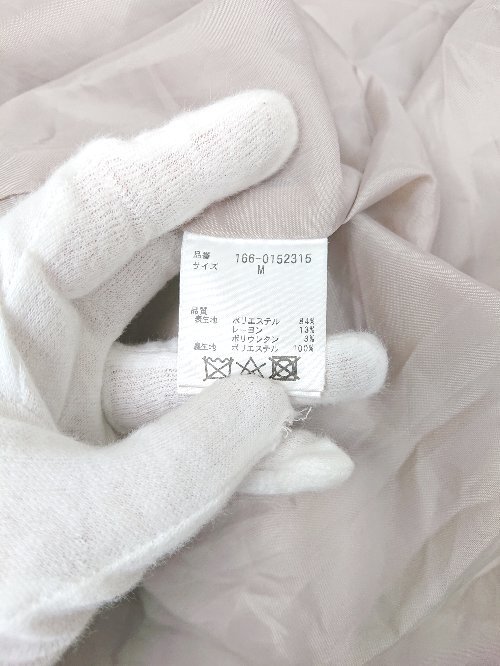 品番 166-0152315
サイズ M
品質
表生地 ポリエステル 84%
レーヨン 13%
ポリウレタン 3%
裏生地 ポリエステル 100%